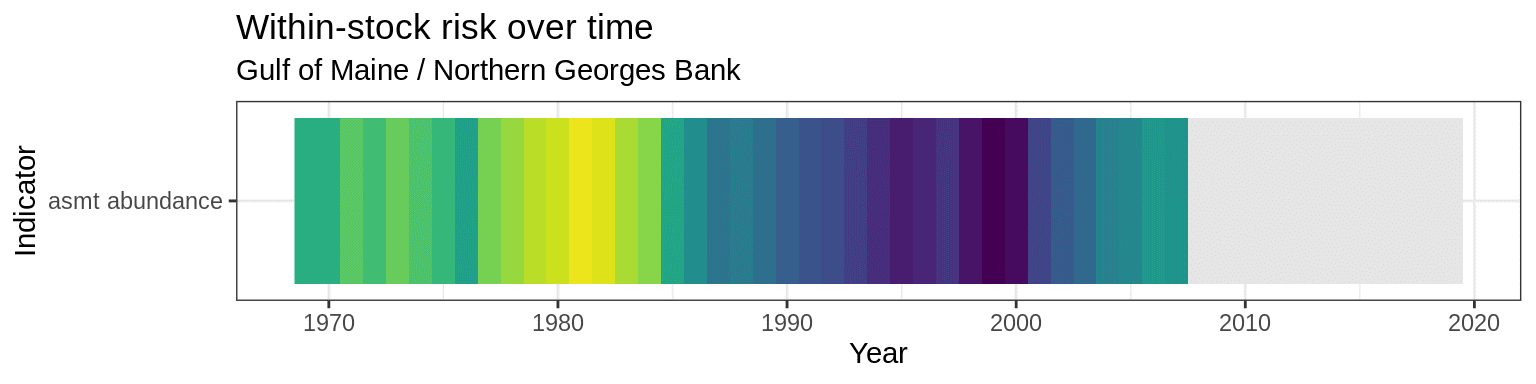 Within-stock risk over time
Gulf of Maine / Northern Georges Bank
Indicator
asmt abundance
1970 1980 1990 2000 2010 2020
Year